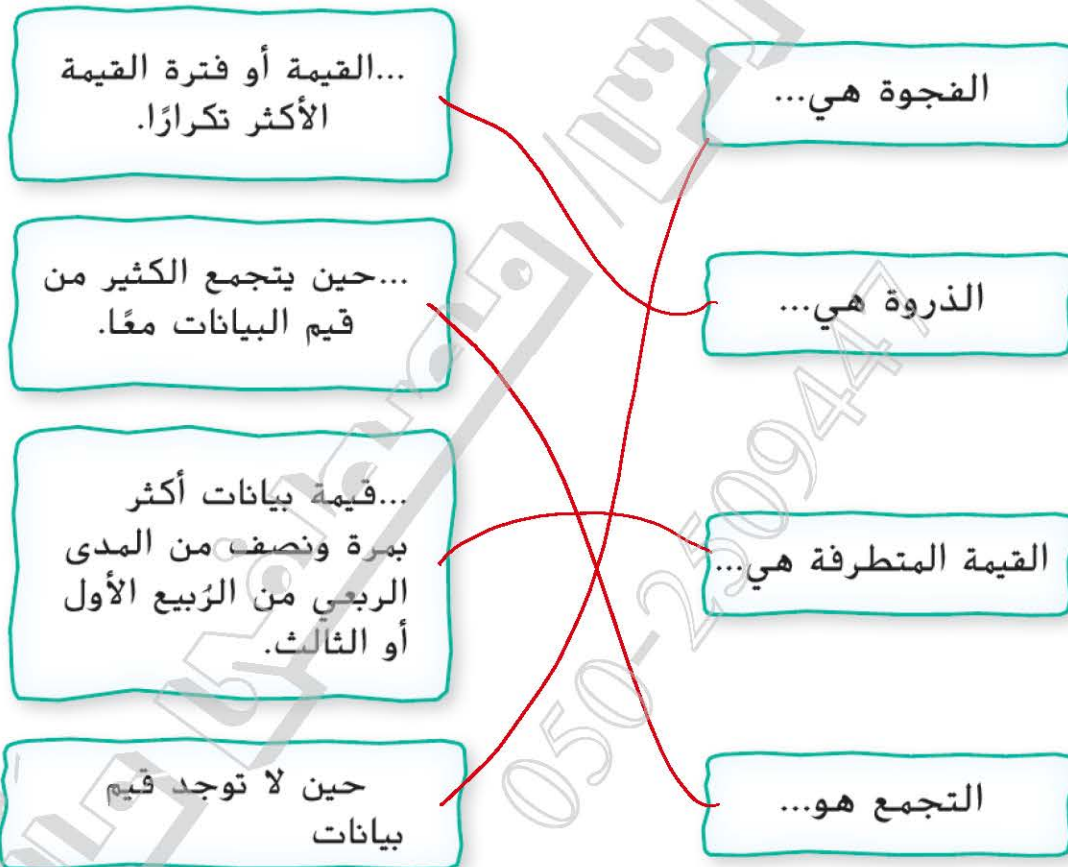 الفجوة هي...
الذروة هي...
القيمة المتطرفة هي...
التجمع هو...
...القيمة أو فترة القيمة
الأكثر تكرارًا.
...حين يتجمع الكثير من
قيم البيانات معًا.
...قيمة بيانات أكثر
بمرة ونصف من المدى
الربعي من الرُبيع الأول
أو الثالث.
حين لا توجد قيم
بيانات
050-2509447